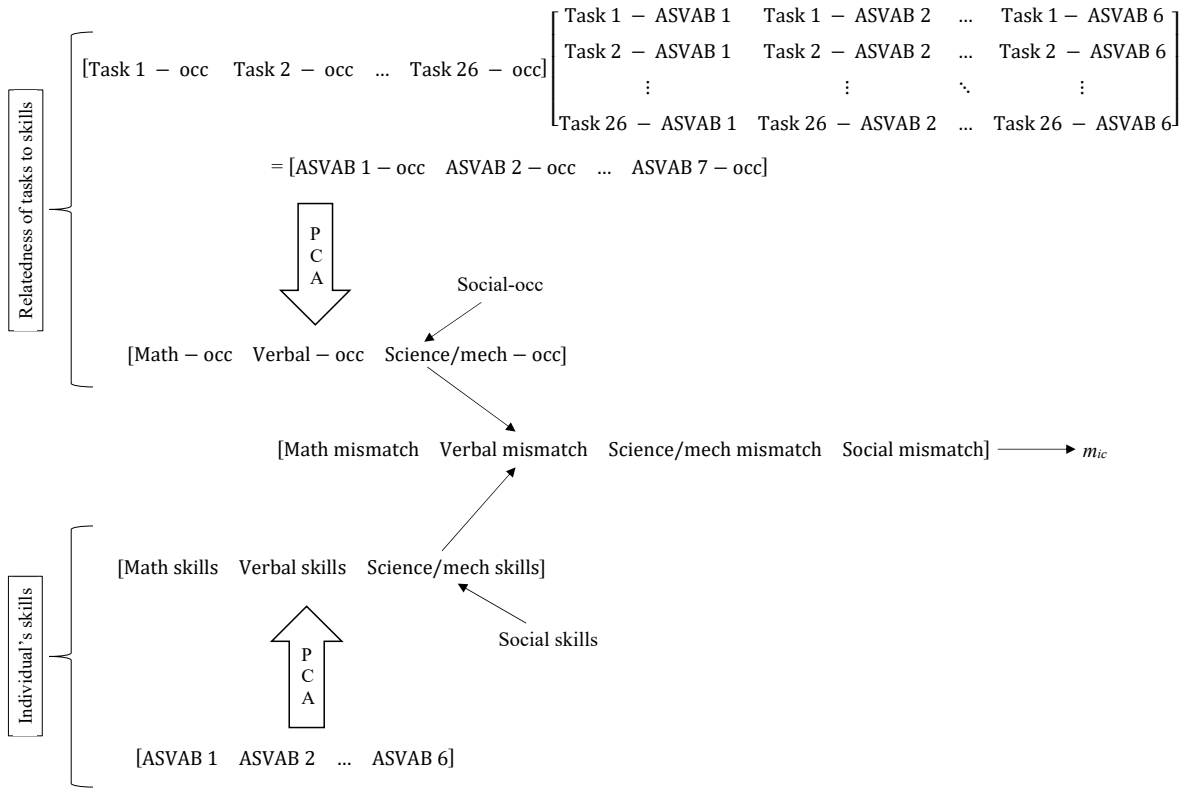 Relatedness of tasks to skills
[Task 1 − occ Task 2 − occ … Task 26 − occ]
[Task 1 − ASVAB 1 Task 1 − ASVAB 2 … Task 1 − ASVAB 6
Task 2 − ASVAB 1 Task 2 − ASVAB 2 … Task 2 − ASVAB 6
⋮ ⋮ ⋱ ⋮
Task 26 − ASVAB 1 Task 26 − ASVAB 2 … Task 26 − ASVAB 6]
= [ASVAB 1 − occ ASVAB 2 − occ … ASVAB 7 − occ]
P
C
A
Social-occ
[Math − occ Verbal − occ Science/mech − occ]
[Math mismatch Verbal mismatch Science/mech mismatch Social mismatch]
mic
Individual's skills
[Math skills Verbal skills Science/mech skills]
Social skills
P
C
A
[ASVAB 1 ASVAB 2 … ASVAB 6]